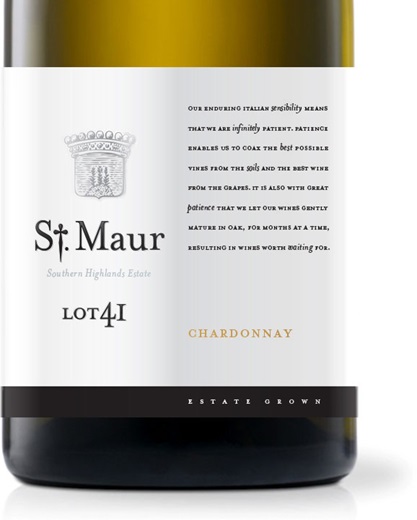 St. Maur
Southern Highlands Estate
LOT 41
OUR ENDURING ITALIAN sensibility MEANS
THAT WE ARE infinitely PATIENT. PATIENCE
ENABLES US TO COAX THE best POSSIBLE
VINES FROM THE soils AND THE BEST WINE
FROM THE GRAPES. IT IS ALSO WITH GREAT
patience THAT WE LET OUR WINES GENTLY
MATURE IN OAK, FOR MONTHS AT A TIME,
RESULTING IN WINES WORTH waiting FOR.
CHARDONNAY
ESTATE GROWN